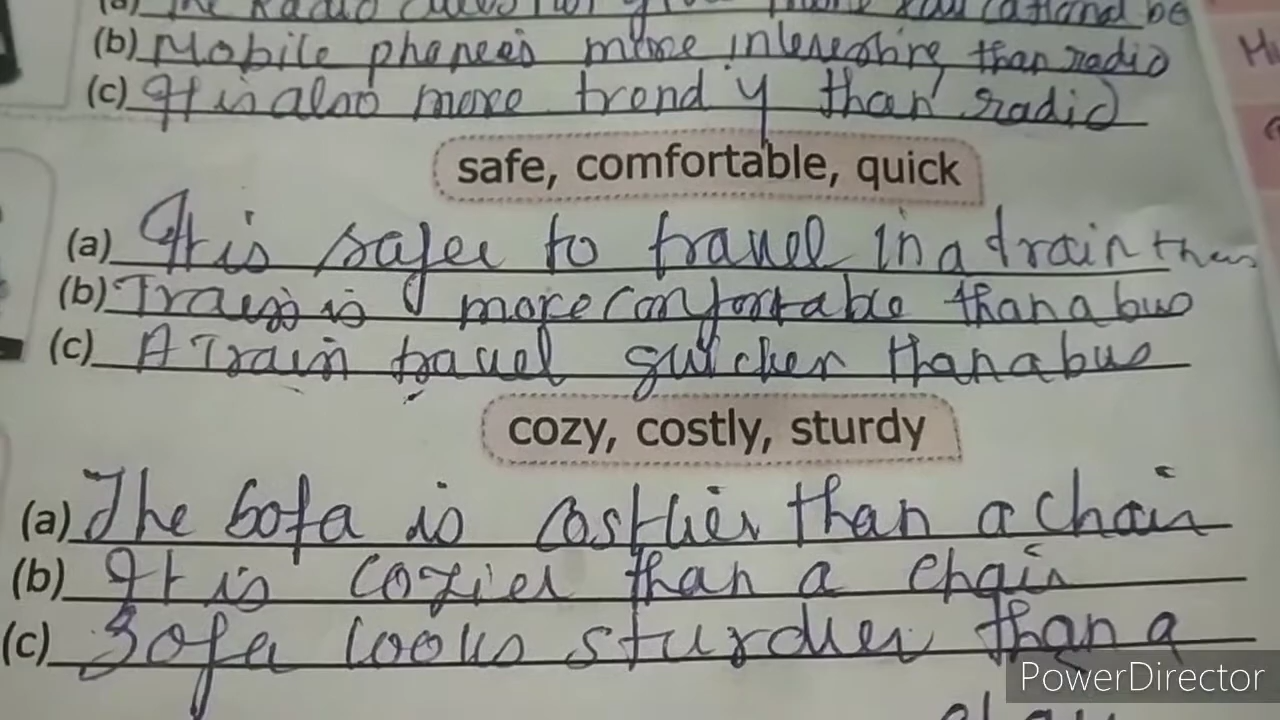 (b) Mobile phone is more interesting than radio
(c) It is also more trendy than radio
safe, comfortable, quick
(a) It is safer to travel in a train than
(b) Train is more comfortable than a bus
(c) A Train travel quicker than a bus
cozy, costly, sturdy
(a) The Sofa is costlier than a chair
(b) It is cozier than a chair
(c) Sofa looks sturdier than a
PowerDirector